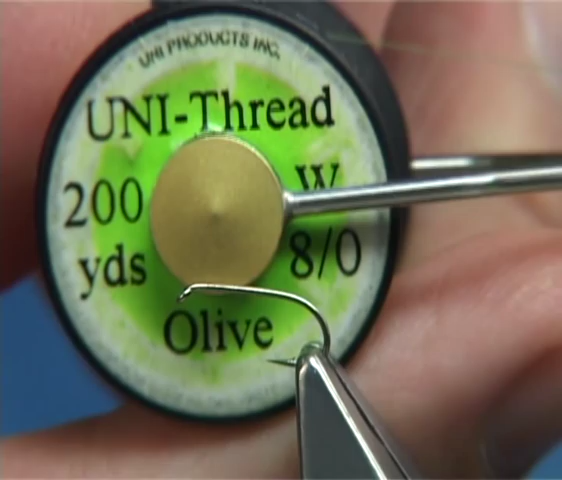 UNI PRODUCTS INC.
UNI-Thread
200 W
yds 8/0
Olive